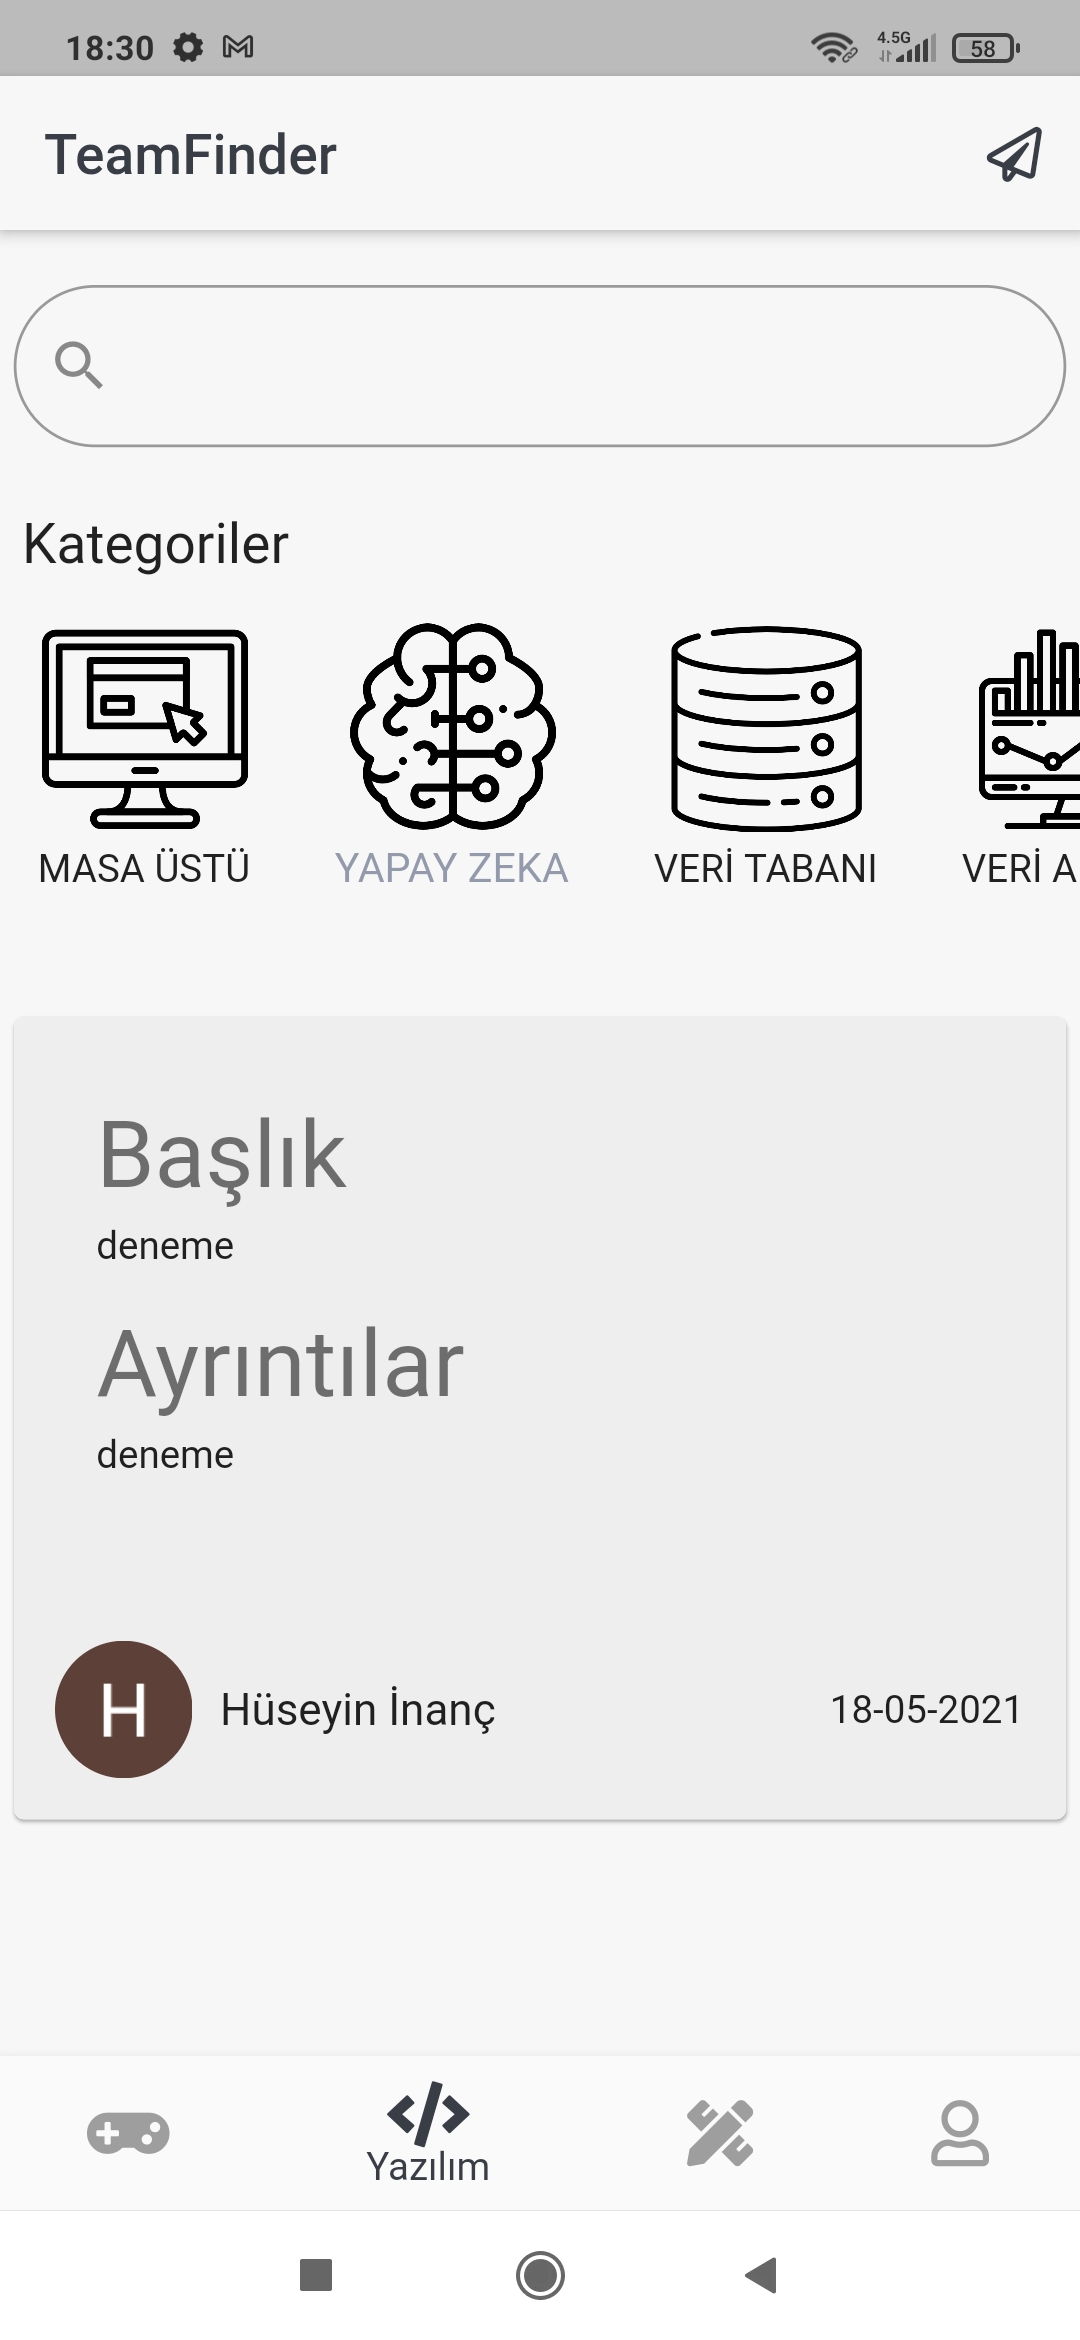 18:30
4.5G
58
TeamFinder
Kategoriler
MASA ÜSTÜ YAPAY ZEKA VERİ TABANI VERİ A
Başlık
deneme
Ayrıntılar
deneme
H Hüseyin İnanç 18-05-2021
Yazılım